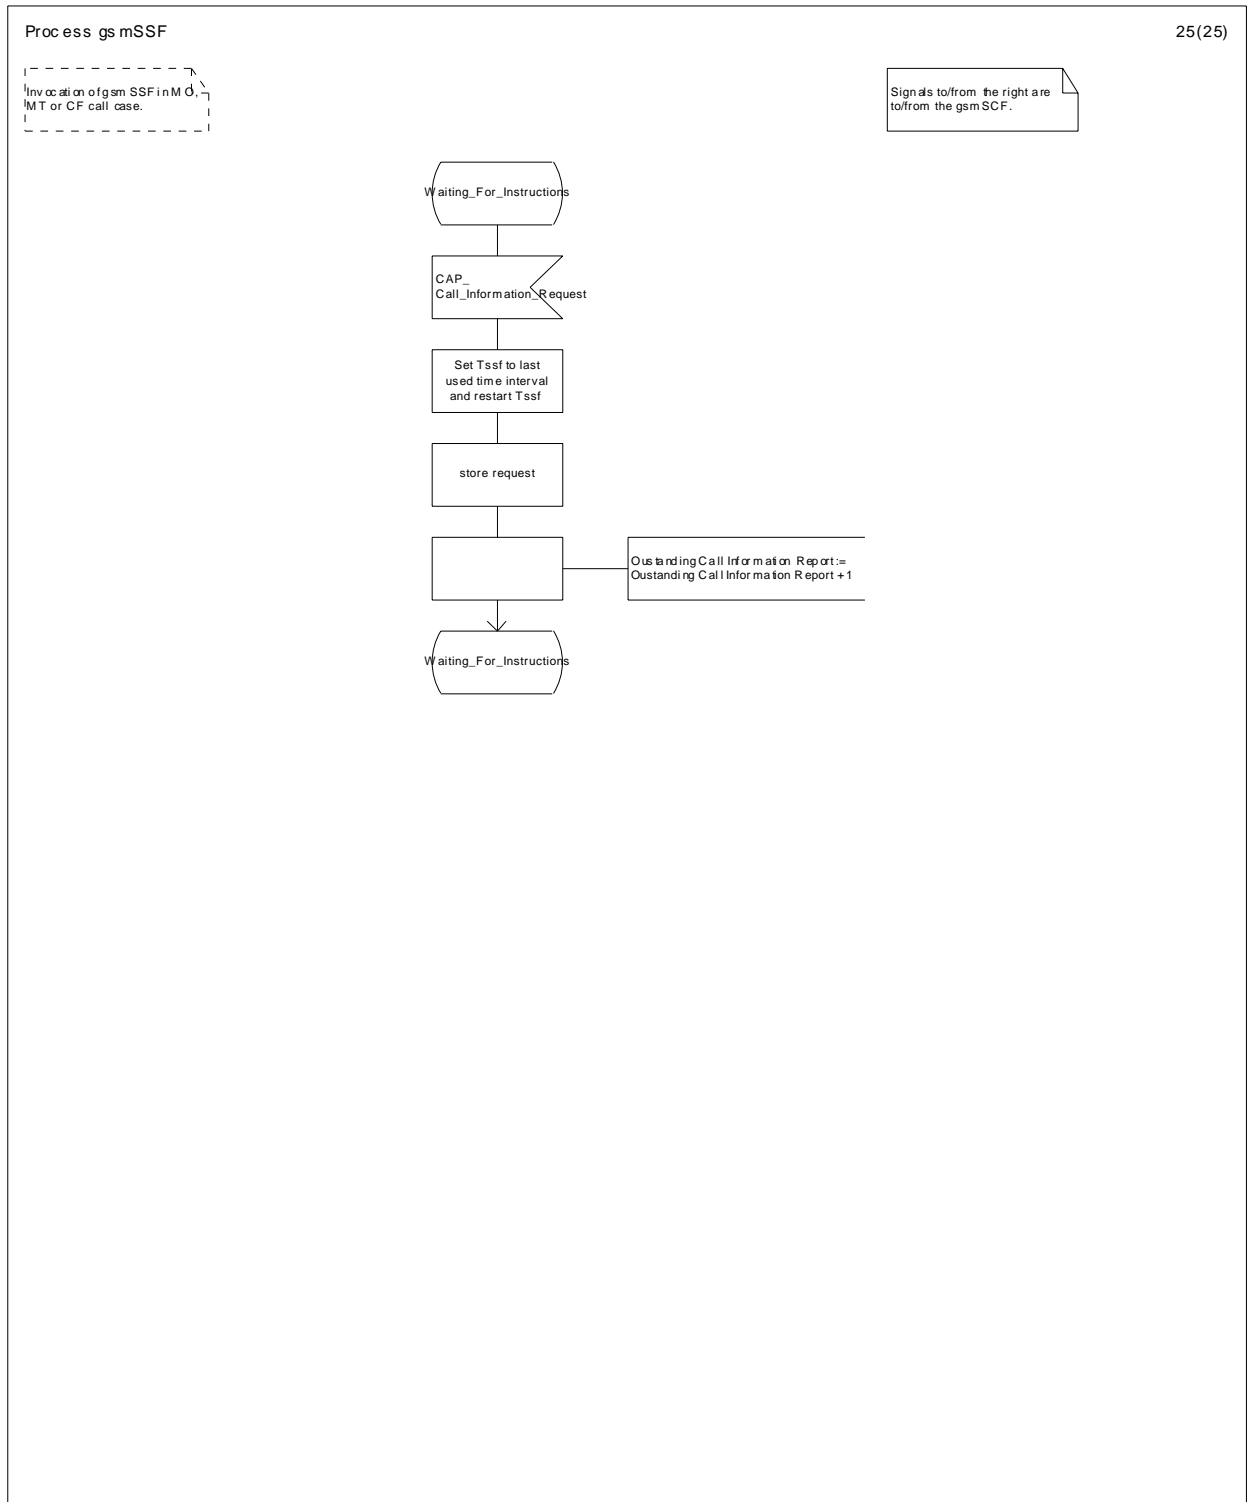 Process gsmSSF
25(25)
Invocation of gsmSSF in MO,
MT or CF call case.
Signals to/from the right are
to/from the gsmSCF.
Waiting_For_Instructions
CAP_
Call_Information_Request
Set Tssf to last
used time interval
and restart Tssf
store request
Oustanding Call Information Report:=
Oustanding Call Information Report + 1
Waiting_For_Instructions